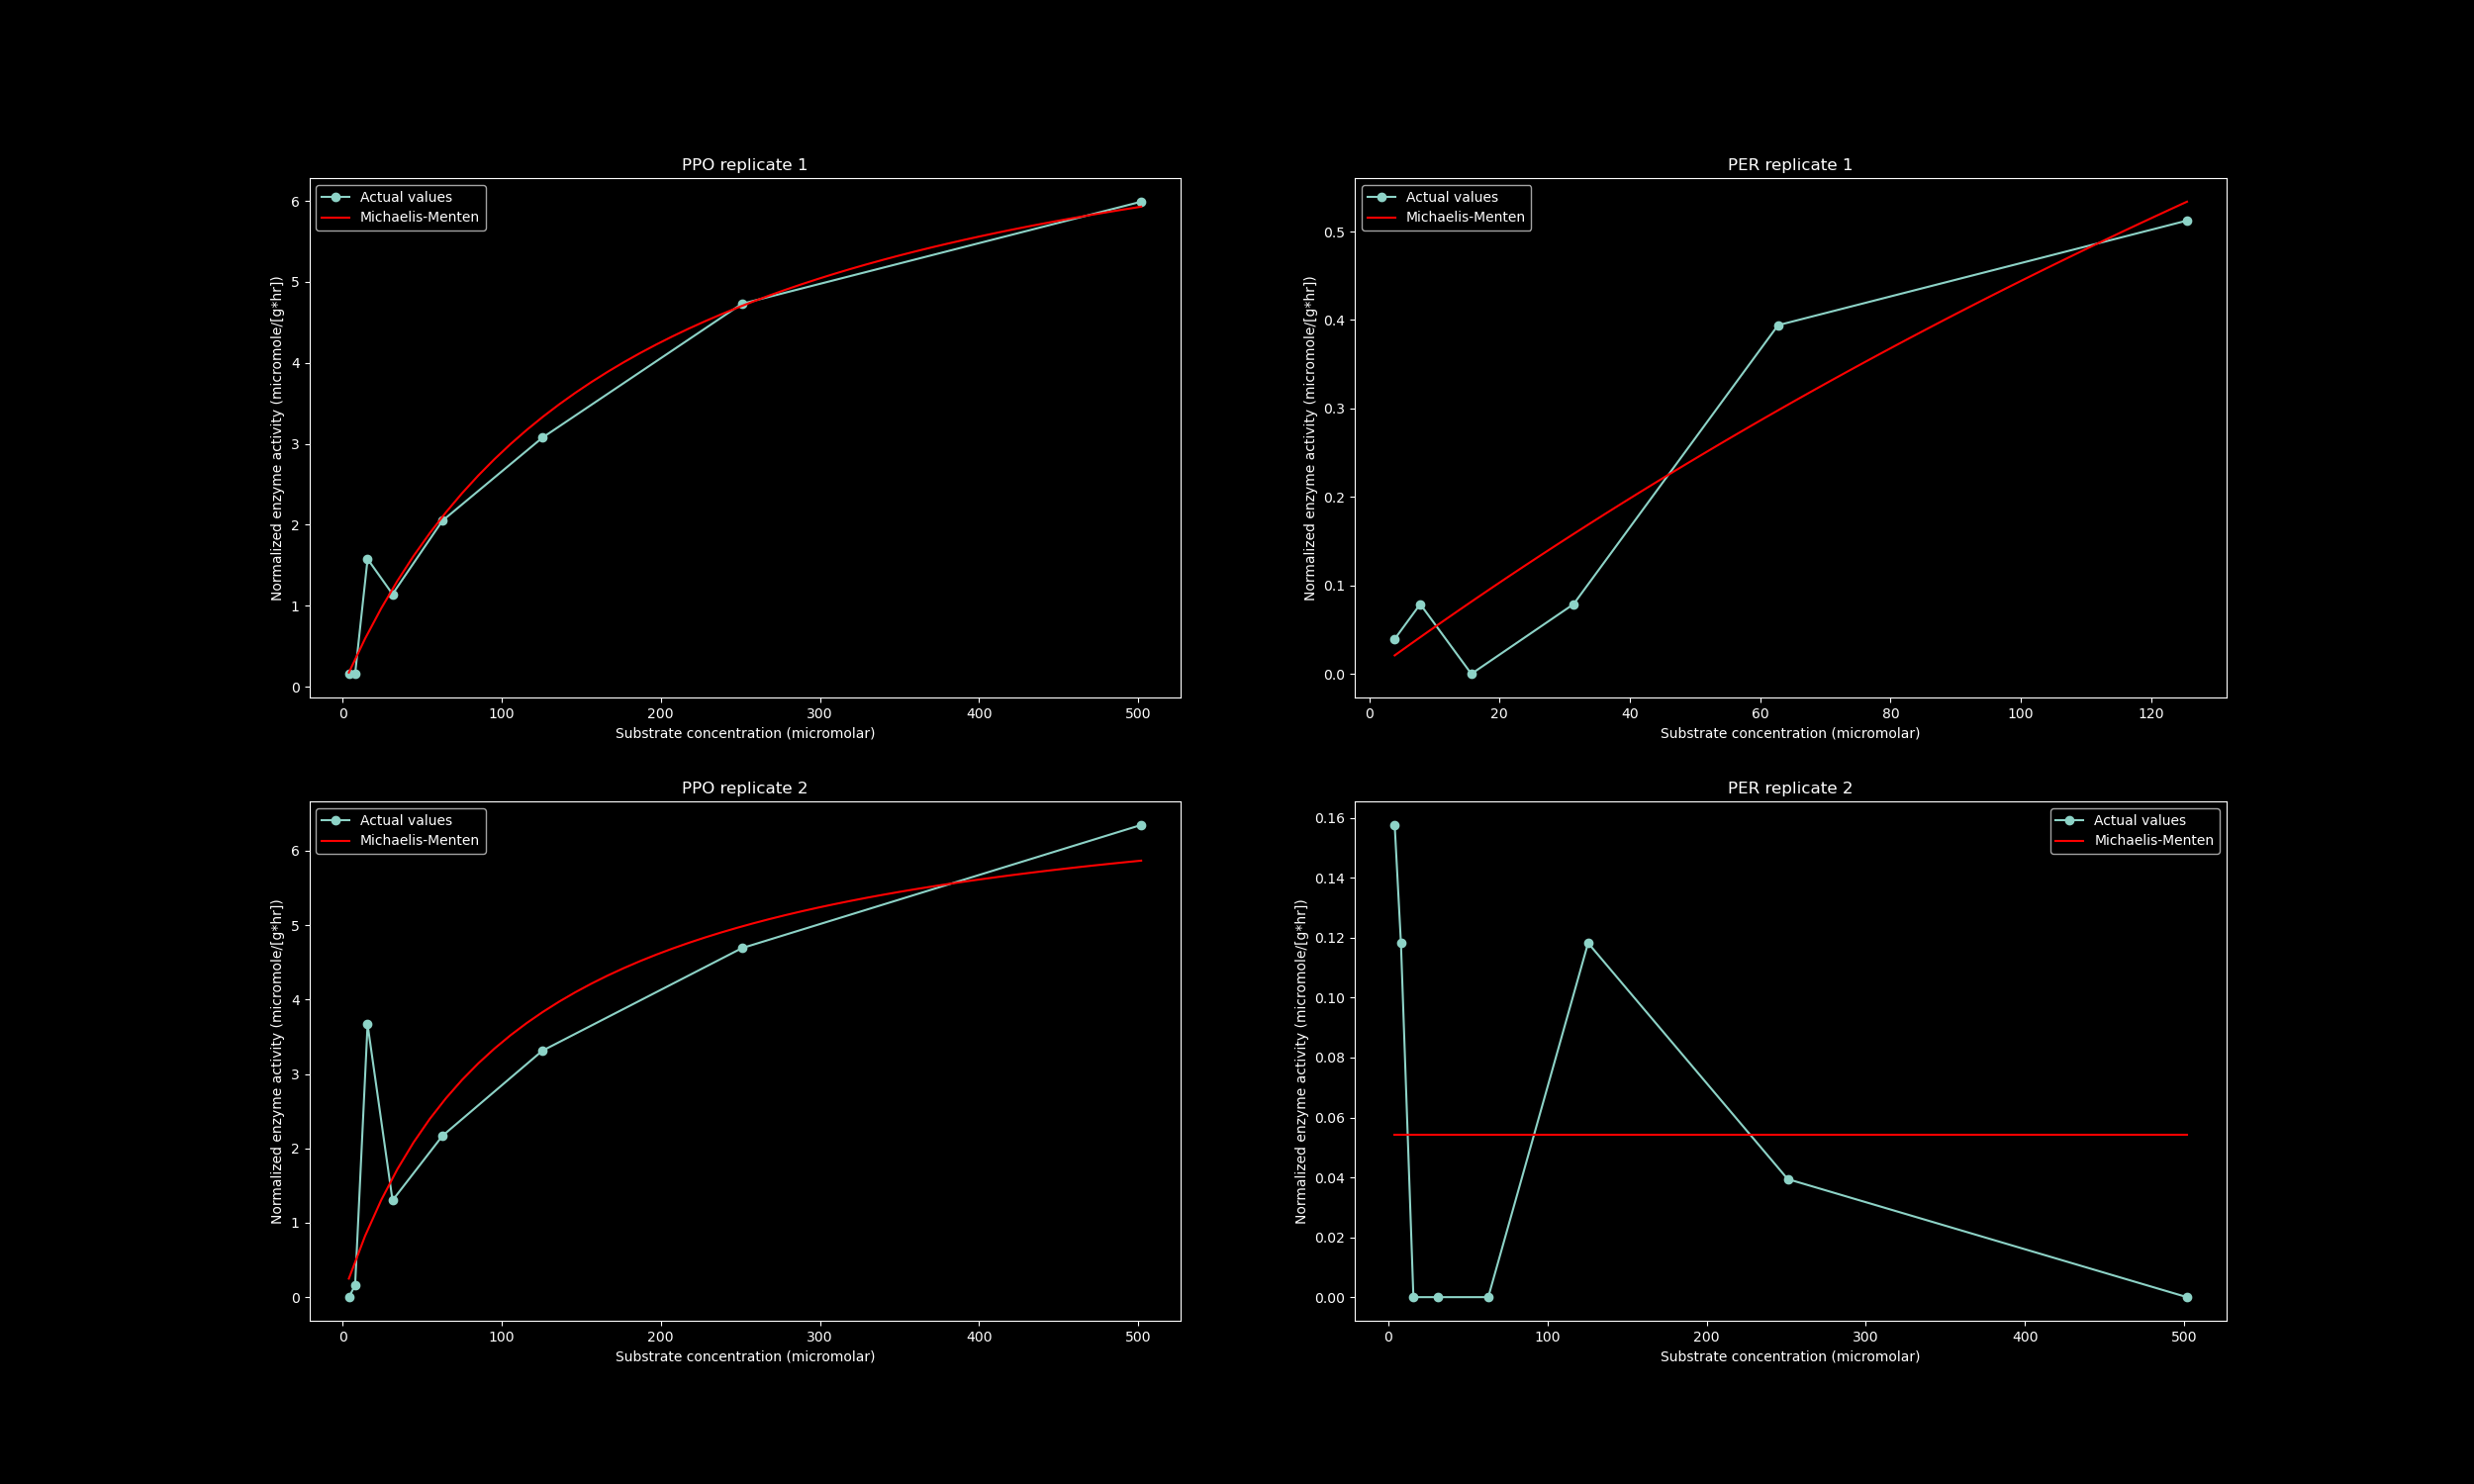 PPO replicate 1
Actual values
Michaelis-Menten
6
5
4
3
2
1
0
Normalized enzyme activity (micromole/[g*hr])
0 100 200 300 400 500
Substrate concentration (micromolar)
PER replicate 1
Actual values
Michaelis-Menten
0.5
0.4
0.3
0.2
0.1
0.0
Normalized enzyme activity (micromole/[g*hr])
0 20 40 60 80 100 120
Substrate concentration (micromolar)
PPO replicate 2
Actual values
Michaelis-Menten
6
5
4
3
2
1
0
Normalized enzyme activity (micromole/[g*hr])
0 100 200 300 400 500
Substrate concentration (micromolar)
PER replicate 2
Actual values
Michaelis-Menten
0.16
0.14
0.12
0.10
0.08
0.06
0.04
0.02
0.00
Normalized enzyme activity (micromole/[g*hr])
0 100 200 300 400 500
Substrate concentration (micromolar)